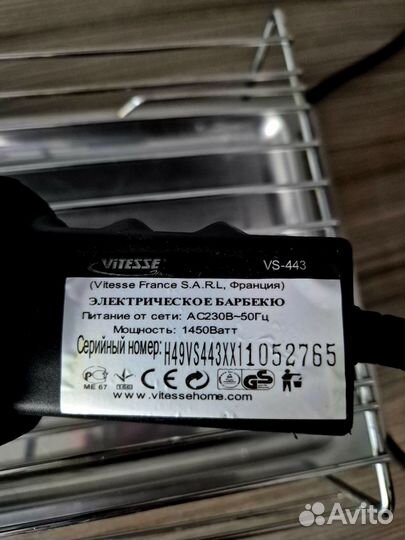 VITESSE VS-443
(Vitesse France S.A.R.L, Франция)
ЭЛЕКТРИЧЕСКОЕ БАРБЕКЮ
Питание от сети: AC230В~50Гц
Мощность: 1450Ватт
Серийный номер: H49VS443XX11052765
ME 67
GS
www.vitessehome.com
Avito